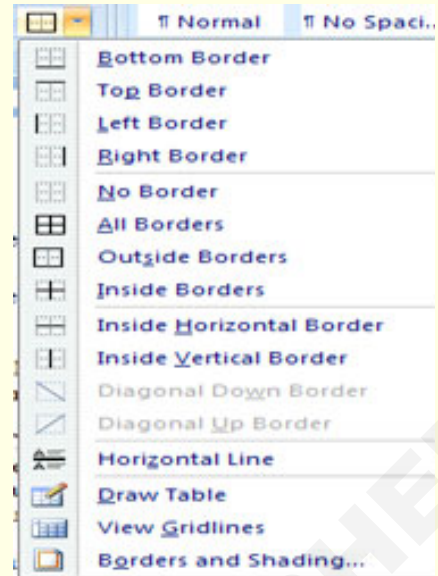 ¶ Normal ¶ No Spaci...
Bottom Border
Top Border
Left Border
Right Border
No Border
All Borders
Outside Borders
Inside Borders
Inside Horizontal Border
Inside Vertical Border
Diagonal Down Border
Diagonal Up Border
Horizontal Line
Draw Table
View Gridlines
Borders and Shading...